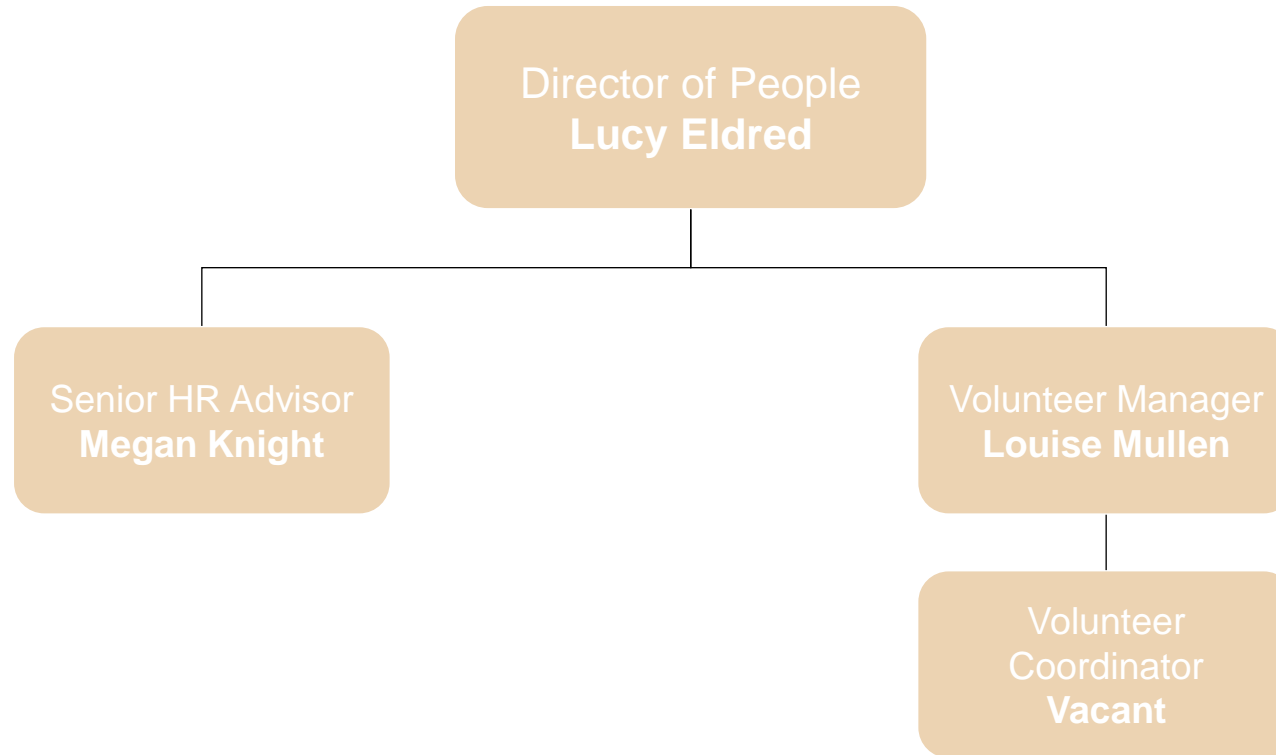 Director of People
Lucy Eldred
Senior HR Advisor
Megan Knight
Volunteer Manager
Louise Mullen
Volunteer
Coordinator
Vacant